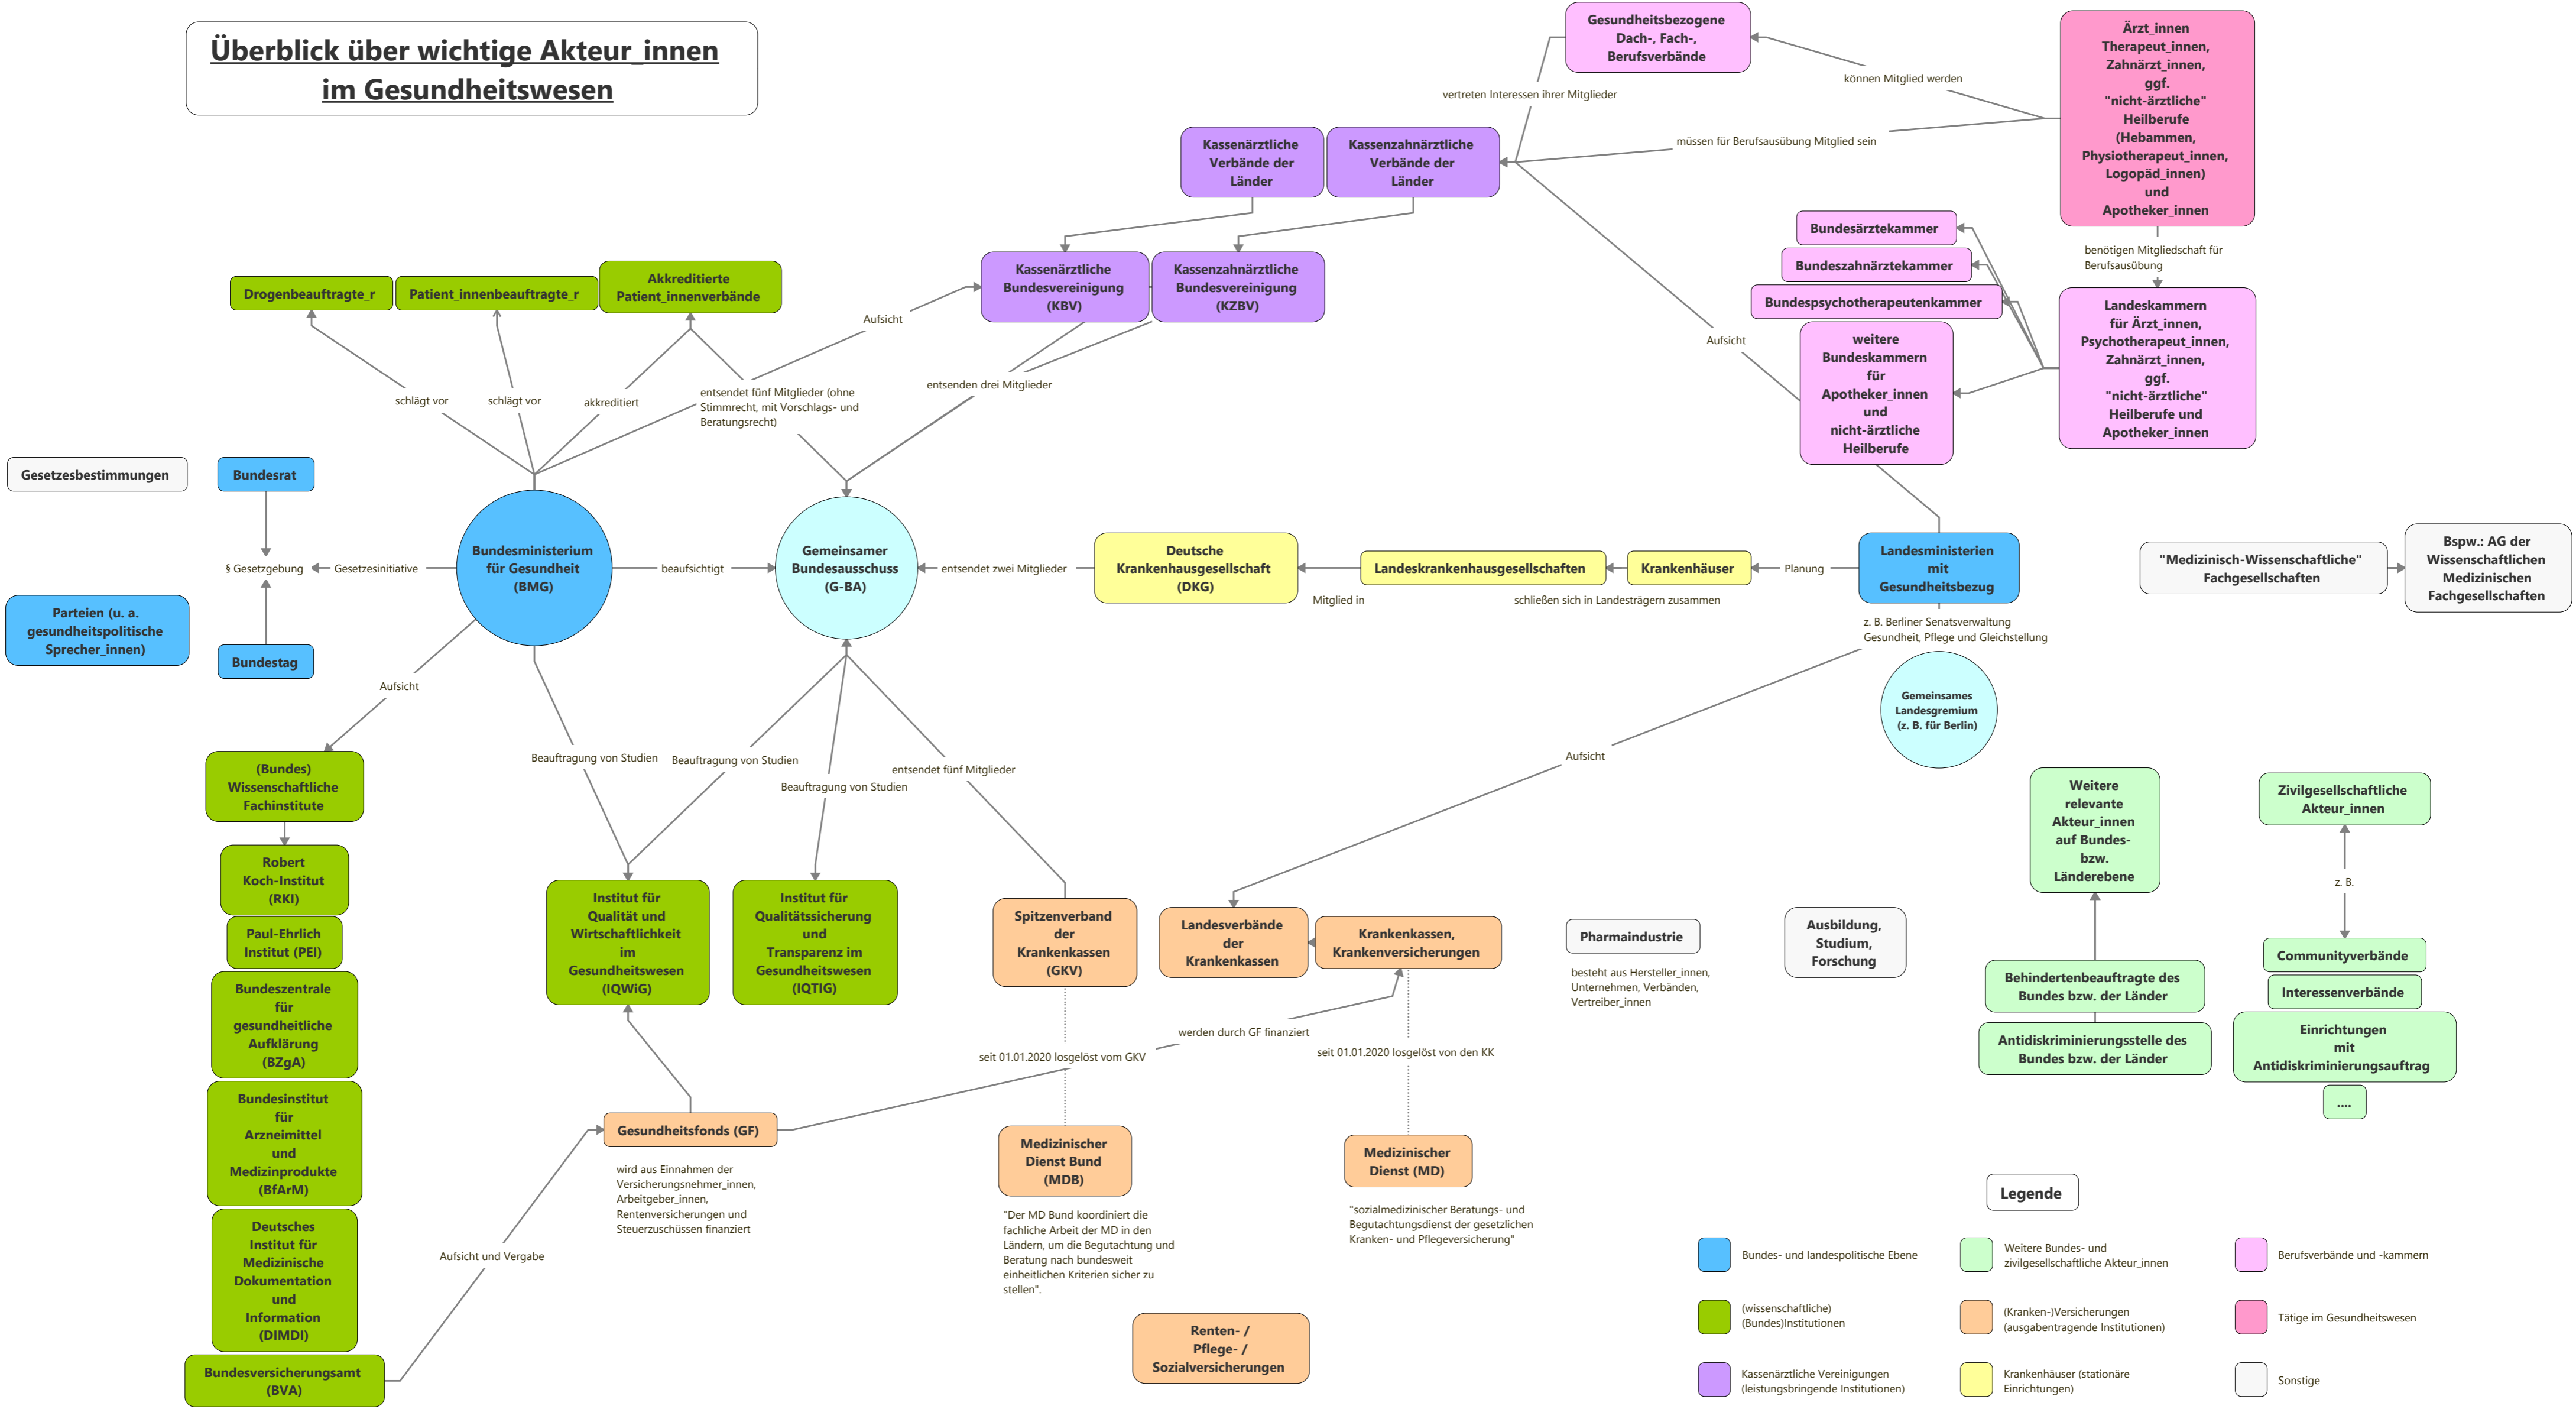 Überblick über wichtige Akteur_innen
im Gesundheitswesen
Gesundheitsbezogene
Dach-, Fach-,
Berufsverbände
Ärzt_innen
Therapeut_innen,
Zahnärzt_innen,
ggf.
"nicht-ärztliche"
Heilberufe
(Hebammen,
Physiotherapeut_innen,
Logopäd_innen)
und
Apotheker_innen
können Mitglied werden
vertreten Interessen ihrer Mitglieder
müssen für Berufsausübung Mitglied sein
Kassenärztliche
Verbände der
Länder
Kassenzahnärztliche
Verbände der
Länder
Bundesärztekammer
Bundeszahnärztekammer
Bundespsychotherapeutenkammer
weitere
Bundeskammern
für
Apotheker_innen
und
nicht-ärztliche
Heilberufe
benötigen Mitgliedschaft für
Berufsausübung
Landeskammern
für Ärzt_innen,
Psychotherapeut_innen,
Zahnärzt_innen,
ggf.
"nicht-ärztliche"
Heilberufe und
Apotheker_innen
Drogenbeauftragte_r
Patient_innenbeauftragte_r
Akkreditierte
Patient_innenverbände
Kassenärztliche
Bundesvereinigung
(KBV)
Kassenzahnärztliche
Bundesvereinigung
(KZBV)
Aufsicht
Aufsicht
schlägt vor
schlägt vor
akkreditiert
entsendet fünf Mitglieder (ohne
Stimmrecht, mit Vorschlags- und
Beratungsrecht)
entsenden drei Mitglieder
Gesetzesbestimmungen
Bundesrat
§ Gesetzgebung
Gesetzesinitiative
Parteien (u. a.
gesundheitspolitische
Sprecher_innen)
Bundestag
Bundesministerium
für Gesundheit
(BMG)
beaufsichtigt
Gemeinsamer
Bundesausschuss
(G-BA)
entsendet zwei Mitglieder
Deutsche
Krankenhausgesellschaft
(DKG)
Mitglied in
Landeskrankenhausgesellschaften
schließen sich in Landesträgern zusammen
Krankenhäuser
Planung
Landesministerien
mit
Gesundheitsbezug
z. B. Berliner Senatsverwaltung
Gesundheit, Pflege und Gleichstellung
Gemeinsames
Landesgremium
(z. B. für Berlin)
"Medizinisch-Wissenschaftliche"
Fachgesellschaften
Bspw.: AG der
Wissenschaftlichen
Medizinischen
Fachgesellschaften
Aufsicht
Beauftragung von Studien
Beauftragung von Studien
Beauftragung von Studien
entsendet fünf Mitglieder
Aufsicht
(Bundes)
Wissenschaftliche
Fachinstitute
Robert
Koch-Institut
(RKI)
Paul-Ehrlich
Institut (PEI)
Bundeszentrale
für
gesundheitliche
Aufklärung
(BZgA)
Bundesinstitut
für
Arzneimittel
und
Medizinprodukte
(BfArM)
Deutsches
Institut für
Medizinische
Dokumentation
und
Information
(DIMDI)
Bundesversicherungsamt
(BVA)
Aufsicht und Vergabe
Institut für
Qualität und
Wirtschaftlichkeit
im
Gesundheitswesen
(IQWiG)
Institut für
Qualitätssicherung
und
Transparenz im
Gesundheitswesen
(IQTIG)
Spitzenverband
der
Krankenkassen
(GKV)
Landesverbände
der
Krankenkassen
Krankenkassen,
Krankenversicherungen
Pharmaindustrie
besteht aus Hersteller_innen,
Unternehmen, Verbänden,
Vertreiber_innen
Ausbildung,
Studium,
Forschung
Weitere
relevante
Akteur_innen
auf Bundes-
bzw.
Länderebene
Behindertenbeauftragte des
Bundes bzw. der Länder
Antidiskriminierungsstelle des
Bundes bzw. der Länder
Zivilgesellschaftliche
Akteur_innen
z. B.
Communityverbände
Interessenverbände
Einrichtungen
mit
Antidiskriminierungsauftrag
....
werden durch GF finanziert
seit 01.01.2020 losgelöst vom GKV
seit 01.01.2020 losgelöst von den KK
Gesundheitsfonds (GF)
wird aus Einnahmen der
Versicherungsnehmer_innen,
Arbeitgeber_innen,
Rentenversicherungen und
Steuerzuschüssen finanziert
Medizinischer
Dienst Bund
(MDB)
"Der MD Bund koordiniert die
fachliche Arbeit der MD in den
Ländern, um die Begutachtung und
Beratung nach bundesweit
einheitlichen Kriterien sicher zu
stellen".
Medizinischer
Dienst (MD)
"sozialmedizinischer Beratungs- und
Begutachtungsdienst der gesetzlichen
Kranken- und Pflegeversicherung"
Renten- /
Pflege- /
Sozialversicherungen
Legende
Bundes- und landespolitische Ebene
Weitere Bundes- und
zivilgesellschaftliche Akteur_innen
Berufsverbände und -kammern
(wissenschaftliche)
(Bundes)Institutionen
(Kranken-)Versicherungen
(ausgabentragende Institutionen)
Tätige im Gesundheitswesen
Kassenärztliche Vereinigungen
(leistungsbringende Institutionen)
Krankenhäuser (stationäre
Einrichtungen)
Sonstige